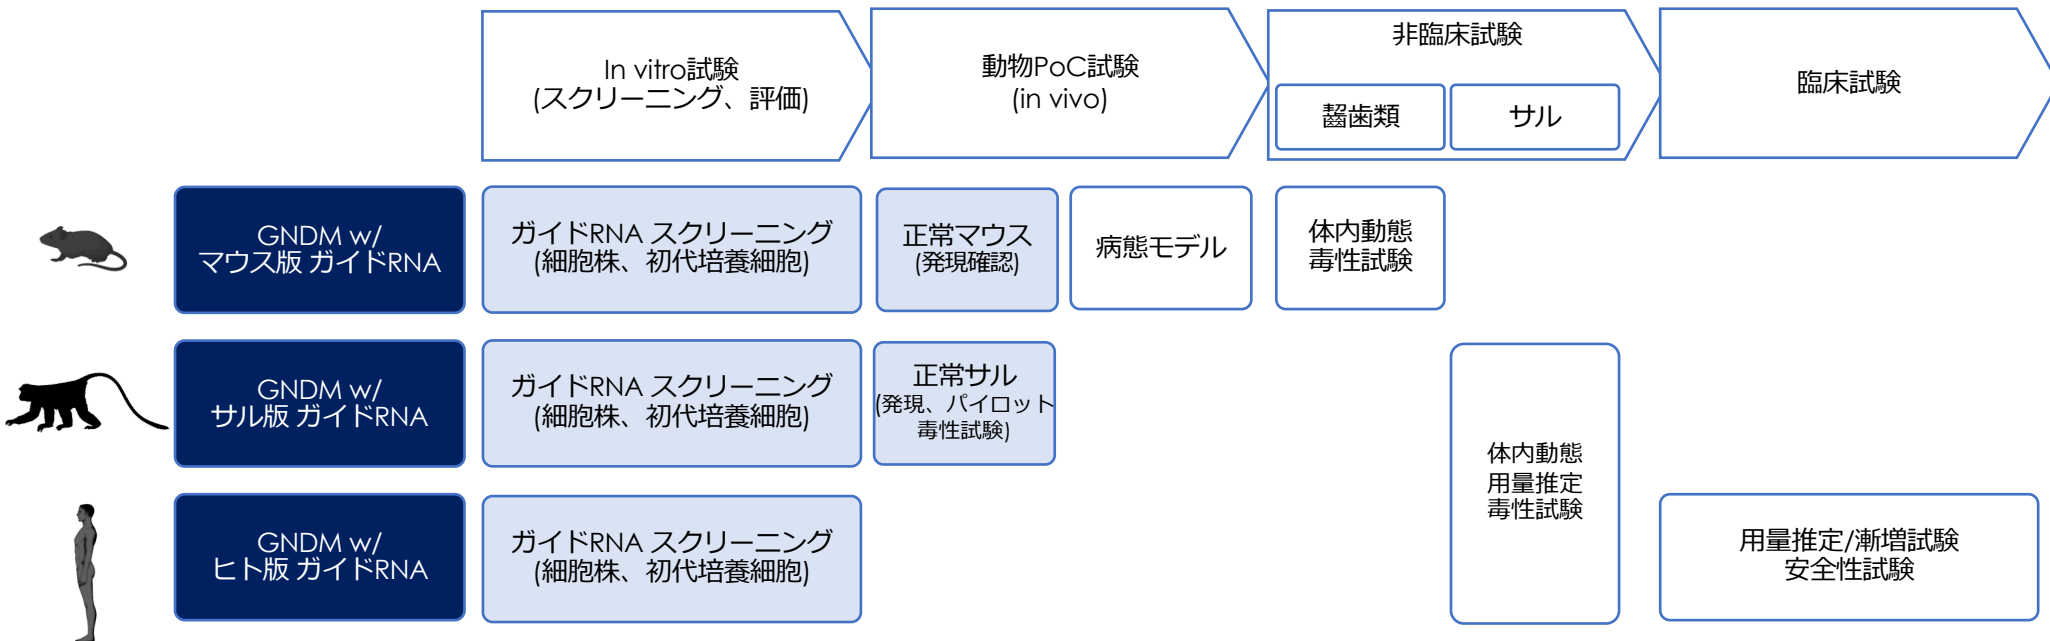 In vitro試験
(スクリーニング、評価)
動物PoC試験
(in vivo)
非臨床試験
齧歯類
サル
臨床試験
GNDM w/
マウス版 ガイドRNA
ガイドRNA スクリーニング
(細胞株、初代培養細胞)
正常マウス
(発現確認)
病態モデル
体内動態
毒性試験
GNDM w/
サル版 ガイドRNA
ガイドRNA スクリーニング
(細胞株、初代培養細胞)
正常サル
(発現、パイロット
毒性試験)
体内動態
用量推定
毒性試験
GNDM w/
ヒト版 ガイドRNA
ガイドRNA スクリーニング
(細胞株、初代培養細胞)
用量推定/漸増試験
安全性試験